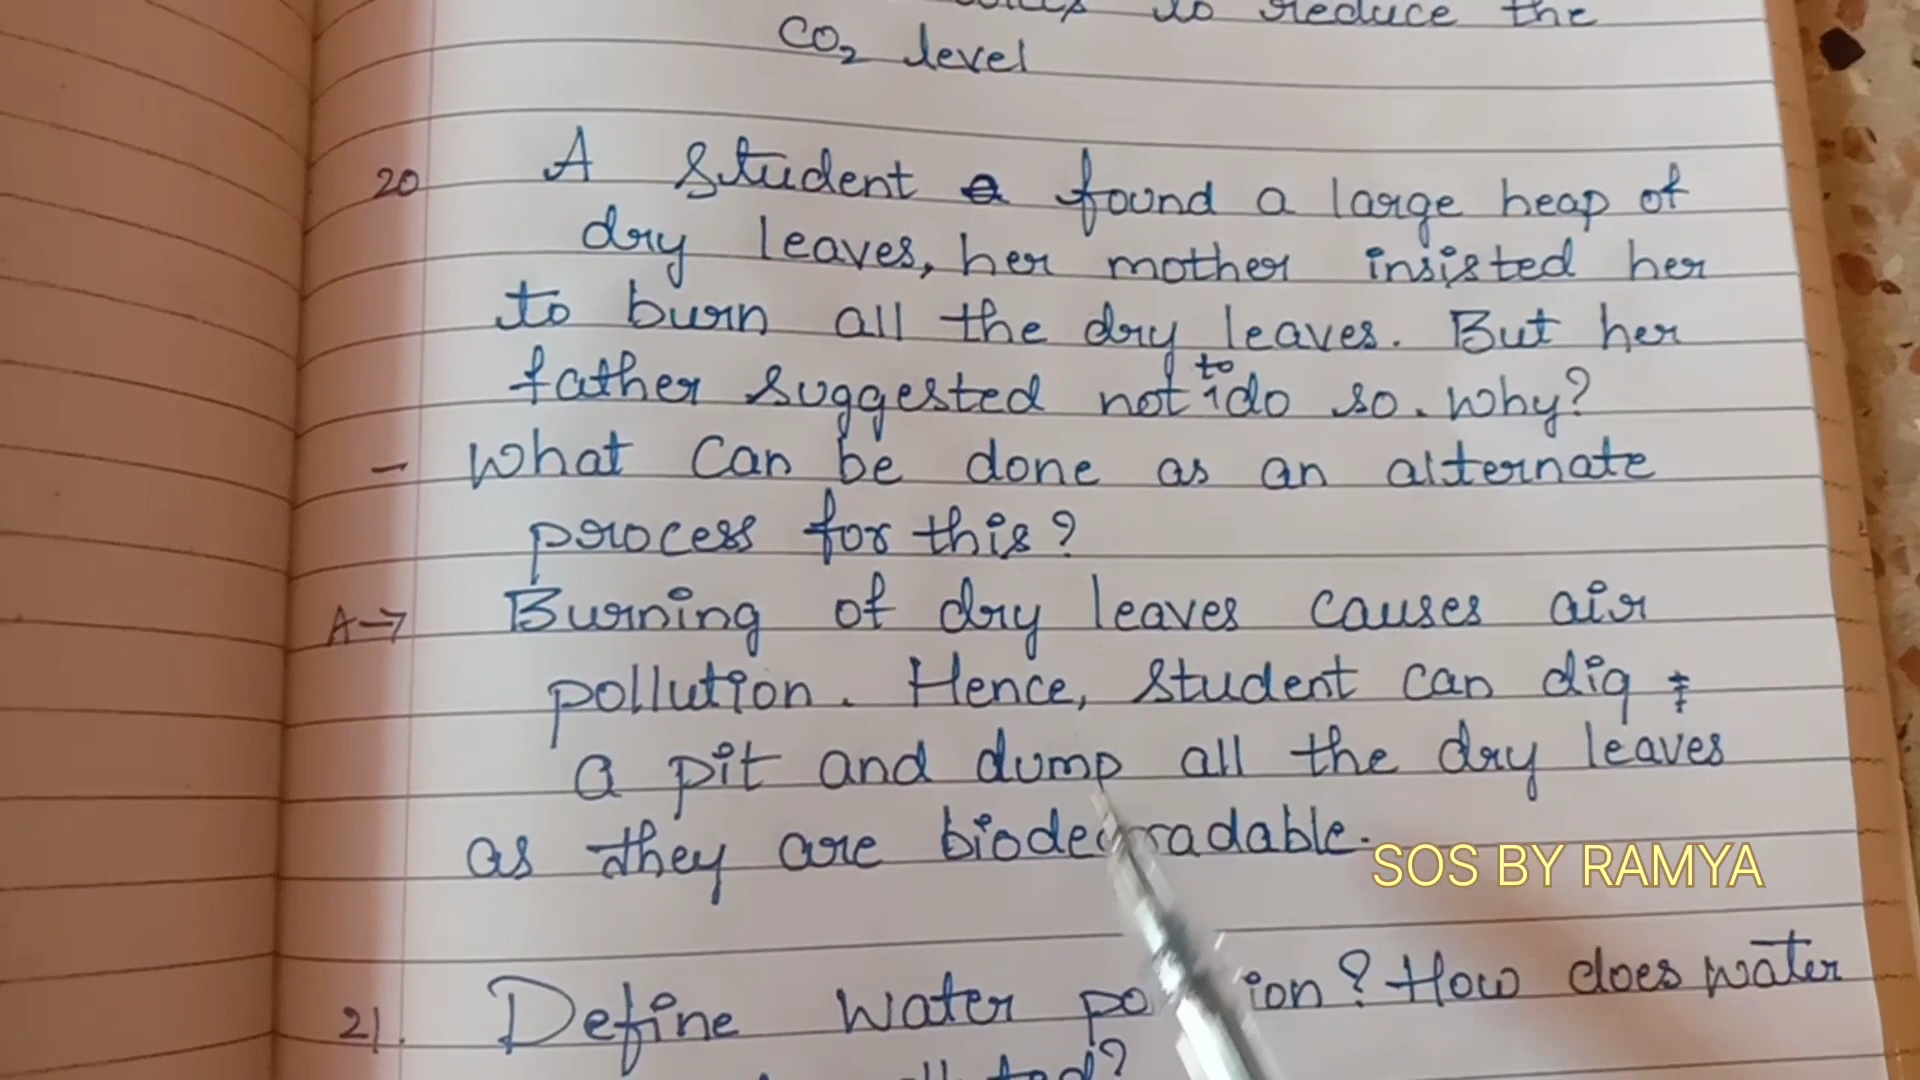 to reduce the
CO₂ level
20 A student found a large heap of
dry leaves, her mother insisted her
to burn all the dry leaves. But her
father suggested not to do so. Why?
- What can be done as an alternate
process for this?
A→ Burning of dry leaves causes air
pollution. Hence, student can dig
a pit and dump all the dry leaves
as they are biodegradable.
SOS BY RAMYA
21. Define water pollution? How does water